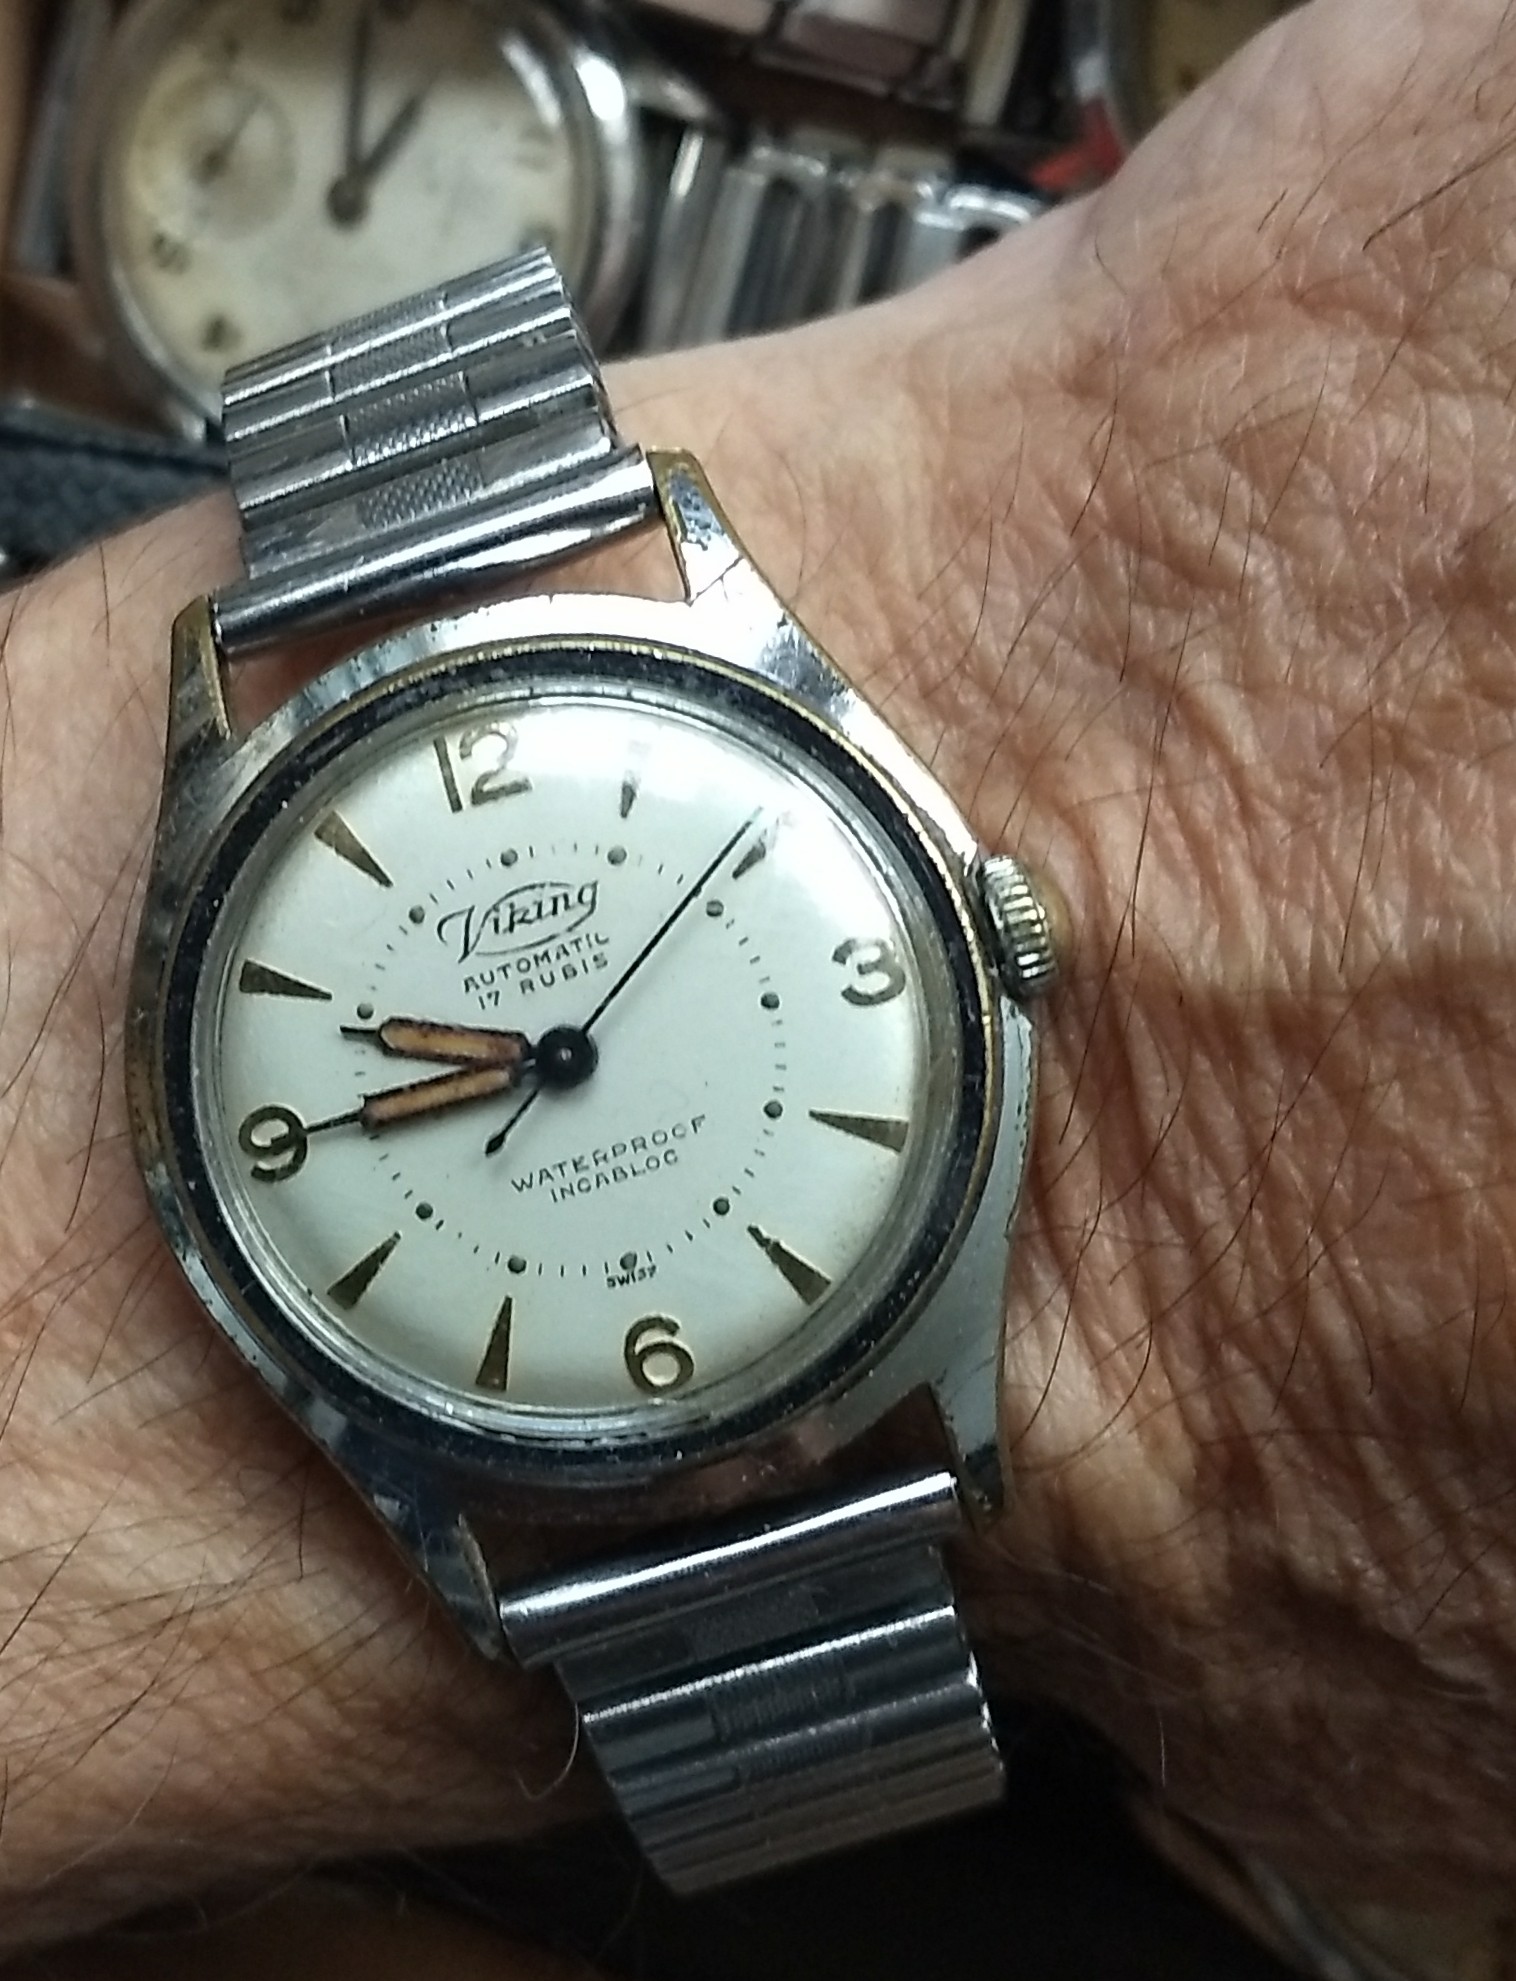 12
Viking
AUTOMATIC
17 RUBIS
3
9
WATERPROOF
INCABLOC
SWISS
6